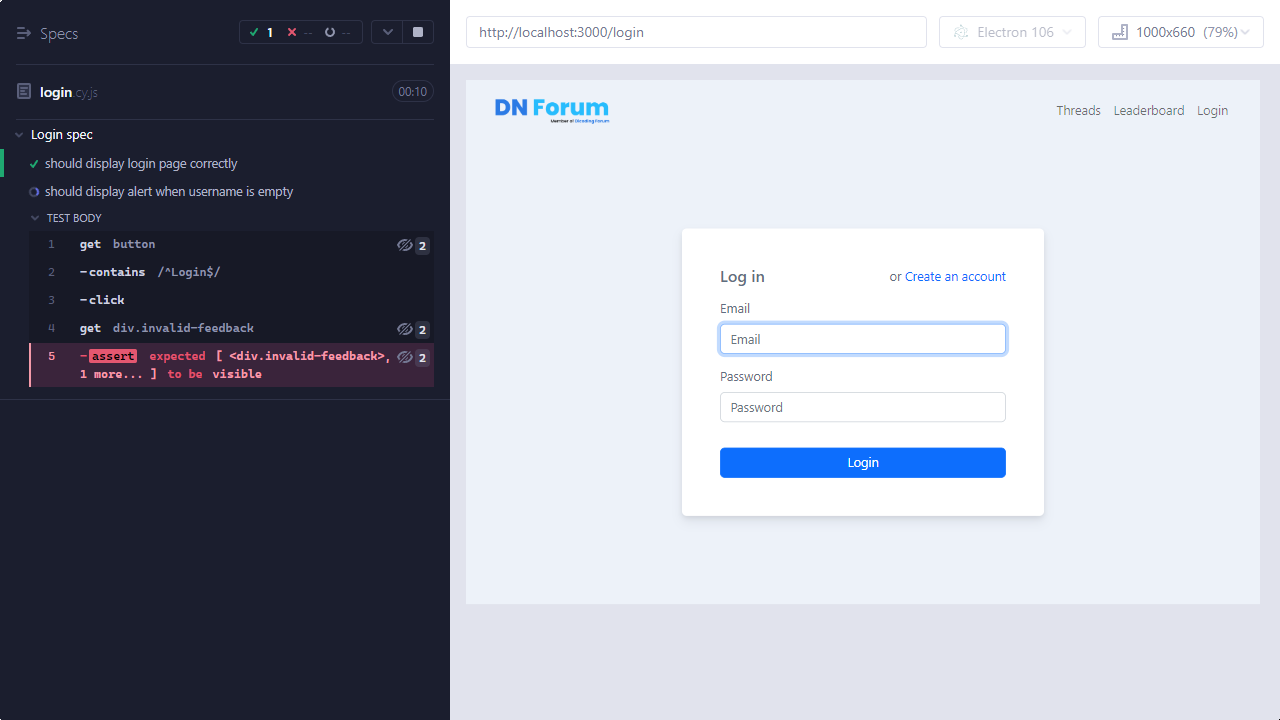 Specs
1
--
--
login.cy.js
00:10
Login spec
should display login page correctly
should display alert when username is empty
TEST BODY
1 get button 2
2 -contains /^Login$/
3 -click
4 get div.invalid-feedback 2
5 -assert expected [ <div.invalid-feedback>, 2
1 more... ] to be visible
http://localhost:3000/login
Electron 106
1000x660 (79%)
DN Forum
Member of Dicoding Forum
Threads
Leaderboard
Login
Log in
or Create an account
Email
Email
Password
Password
Login